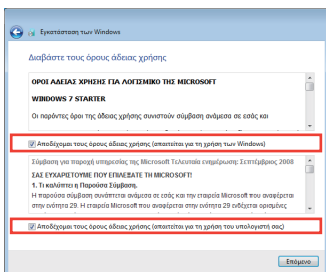 Εγκατάσταση των Windows
Διαβάστε τους όρους άδειας χρήσης
ΟΡΟΙ ΑΔΕΙΑΣ ΧΡΗΣΗΣ ΓΙΑ ΛΟΓΙΣΜΙΚΟ ΤΗΣ MICROSOFT
WINDOWS 7 STARTER
Οι παρόντες όροι της άδειας χρήσης συνιστούν σύμβαση ανάμεσα σε εσάς και
Αποδέχομαι τους όρους άδειας χρήσης (απαιτείται για τη χρήση των Windows)
Σύμβαση για παροχή υπηρεσίας της Microsoft Τελευταία ενημέρωση: Σεπτέμβριος 2008
ΣΑΣ ΕΥΧΑΡΙΣΤΟΥΜΕ ΠΟΥ ΕΠΙΛΕΞΑΤΕ ΤΗ MICROSOFT!
1. Τι καλύπτει η Παρούσα Σύμβαση.
Η παρούσα σύμβαση συνάπτεται ανάμεσα σε εσάς και την εταιρεία Microsoft που αναφέρεται
στην ενότητα 29. Η εταιρεία Microsoft που αναφέρεται στην ενότητα 29 ενδέχεται ορισμένες
Αποδέχομαι τους όρους άδειας χρήσης (απαιτείται για τη χρήση του υπολογιστή σας)
Επόμενο